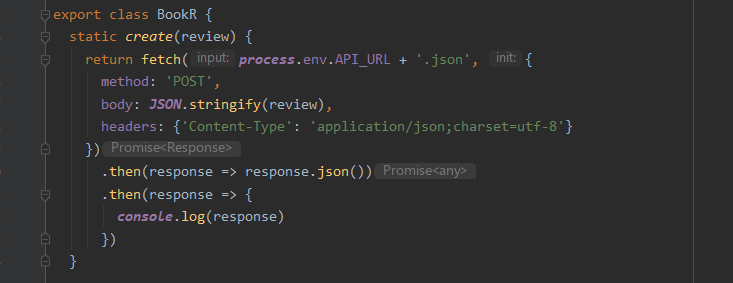 export class BookR {
static create(review) {
return fetch( input: process.env.API_URL + '.json', init: {
method: 'POST',
body: JSON.stringify(review),
headers: {'Content-Type': 'application/json;charset=utf-8'}
}) Promise<Response>
.then(response => response.json()) Promise<any>
.then(response => {
console.log(response)
})
}